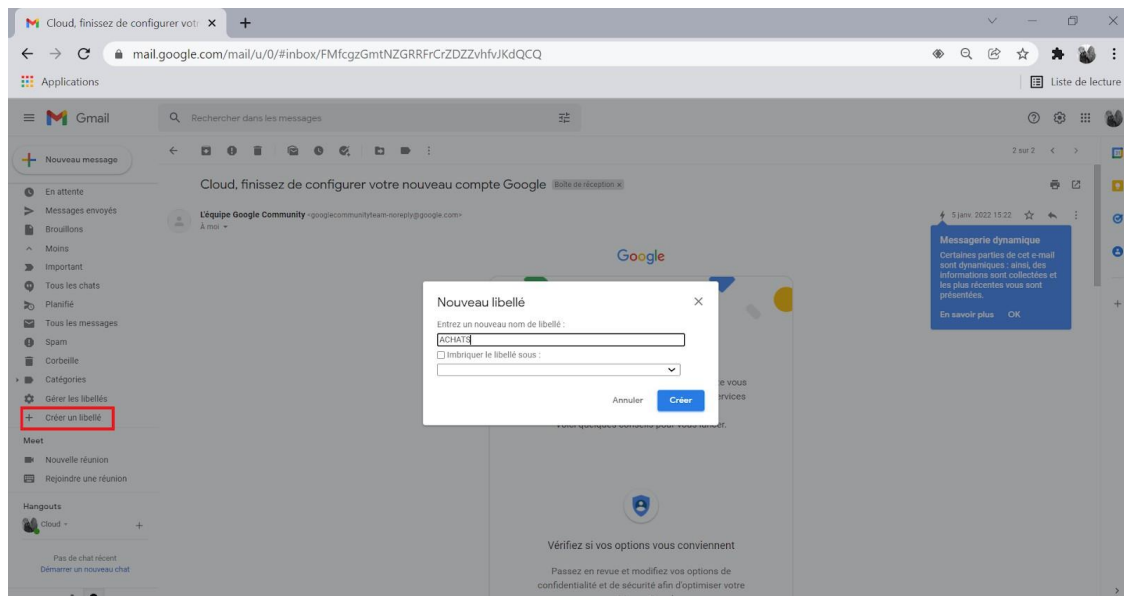 Cloud, finissez de configurer votr
mail.google.com/mail/u/0/#inbox/FMfcgzGmtNZGRRFrCrZDZZvhfvJKdQCQ
Applications
Liste de lecture
Gmail
Rechercher dans les messages
Nouveau message
2 sur 2
En attente
Messages envoyés
Brouillons
Moins
Important
Tous les chats
Planifié
Tous les messages
Spam
Corbeille
Catégories
Gérer les libellés
Créer un libellé
Meet
Nouvelle réunion
Rejoindre une réunion
Hangouts
Cloud
Pas de chat récent
Démarrer un nouveau chat
Cloud, finissez de configurer votre nouveau compte Google Boîte de réception x
L'équipe Google Community <googlecommunityteam-noreply@google.com>
À moi
5 janv. 2022 15:22
Google
Messagerie dynamique
Certaines parties de cet e-mail
sont dynamiques : ainsi, des
informations sont collectées et
les plus récentes vous sont
présentées.
En savoir plus OK
Nouveau libellé
Entrez un nouveau nom de libellé :
ACHATS
Imbriquer le libellé sous :
Annuler Créer
e vous
ervices
Voici quelques conseils pour vous lancer.
Vérifiez si vos options vous conviennent
Passez en revue et modifiez vos options de
confidentialité et de sécurité afin d'optimiser votre